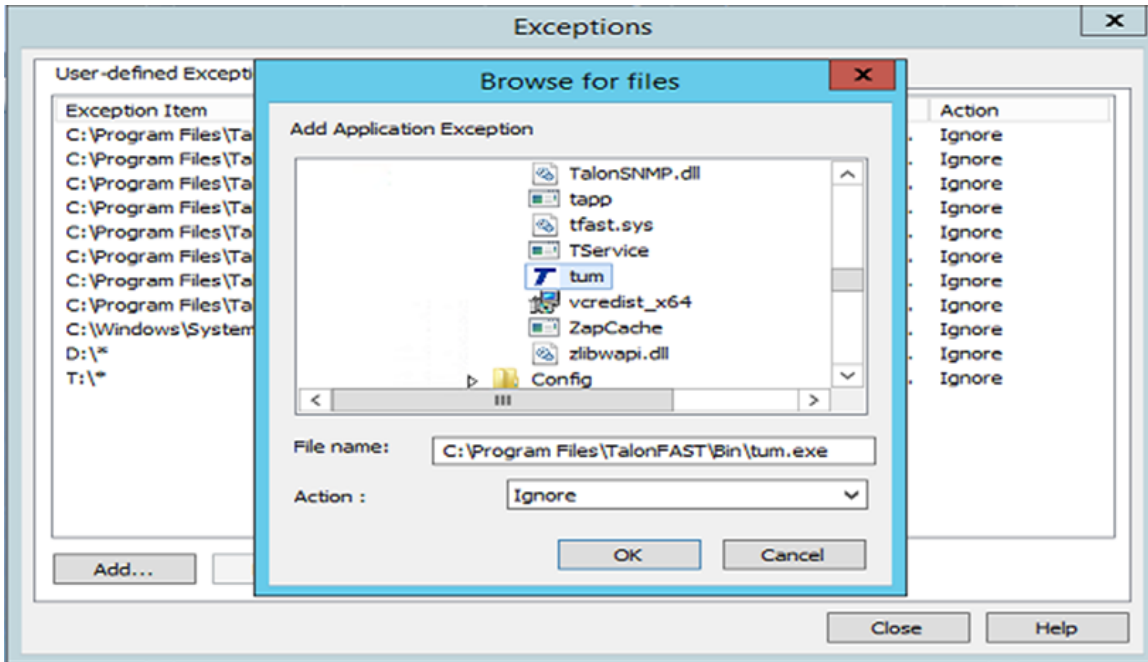 Exceptions
x
User-defined Excepti
Browse for files
x
Exception Item
Action
Add Application Exception
C:\Program Files\Ta
Ignore
C:\Program Files\Ta
Ignore
C:\Program Files\Ta
Ignore
C:\Program Files\Ta
Ignore
C:\Program Files\Ta
Ignore
C:\Program Files\Ta
Ignore
C:\Program Files\Ta
Ignore
C:\Program Files\Ta
Ignore
C:\Windows\System
Ignore
D:\*
Ignore
T:\*
Ignore
TalonSNMP.dll
tapp
tfast.sys
TService
tum
vcredist_x64
ZapCache
zlibwapi.dll
Config
File name:
C:\Program Files\TalonFAST\Bin\tum.exe
Action :
Ignore
OK
Cancel
Add...
Close
Help